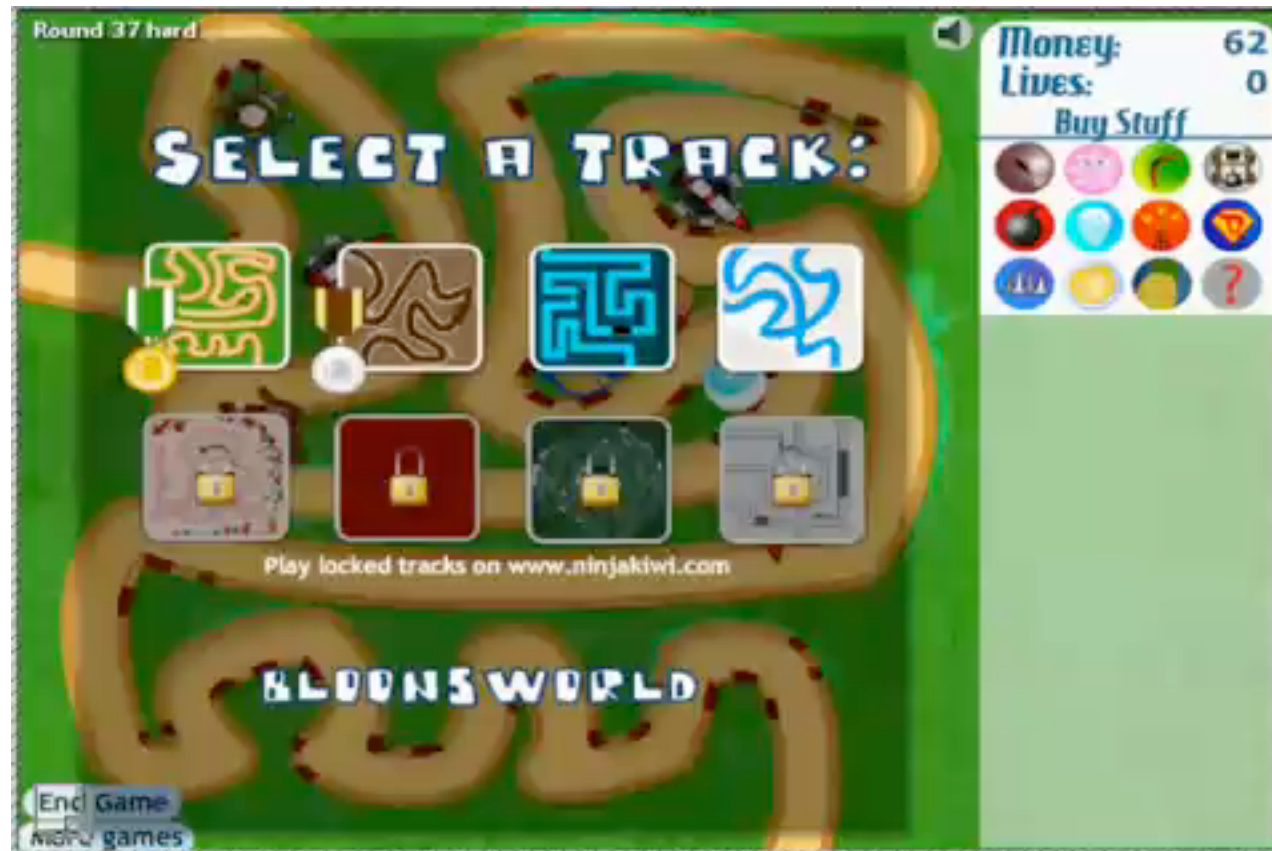 Round 37 hard
Money: 62
Lives: 0
Buy Stuff
SELECT A TRACK:
?
Play locked tracks on www.ninjakiwi.com
BLOONSWORLD
End Game
More games